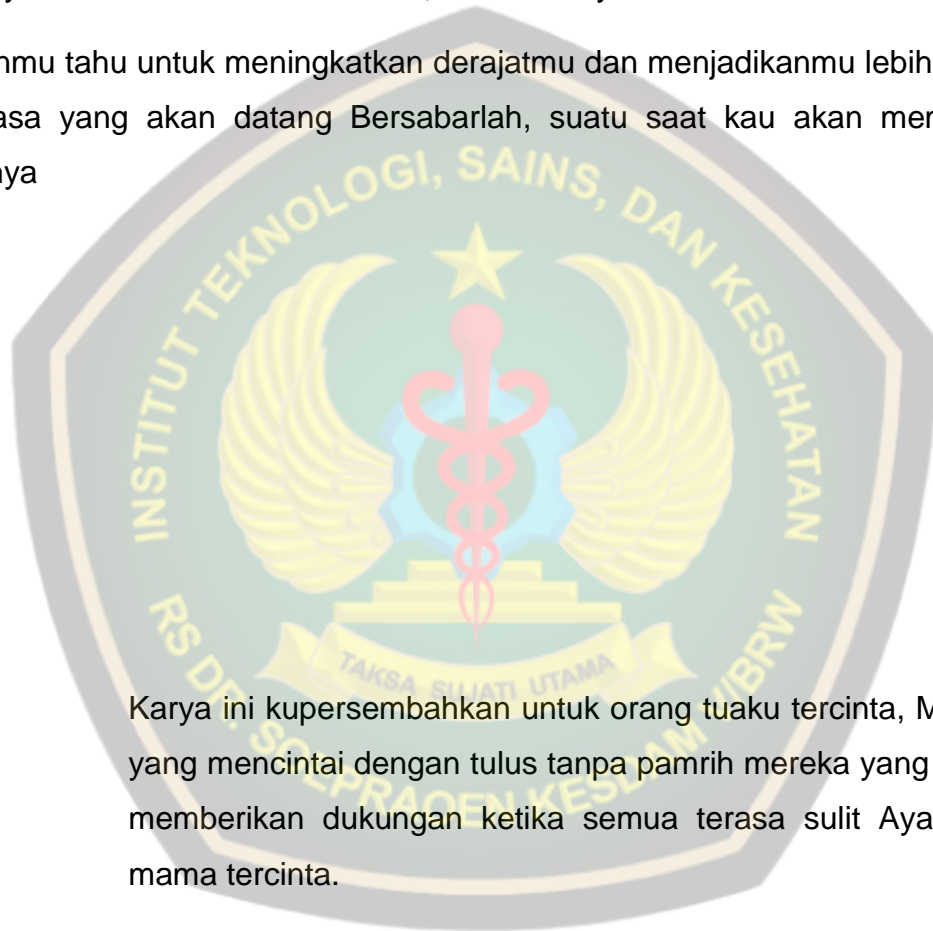 nmu tahu untuk meningkatkan derajatmu dan menjadikanmu lebih
asa yang akan datang Bersabarlah, suatu saat kau akan
nya
INSTITUT TEKNOLOGI, SAINS, DAN KESEHATAN
TAKSA SUJATI UTAMA
RS DR. SOEPRAOEN KESDAM V/BRW
Karya ini kupersembahkan untuk orang tuaku tercinta,
yang mencintai dengan tulus tanpa pamrih mereka yang
memberikan dukungan ketika semua terasa sulit
mama tercinta.